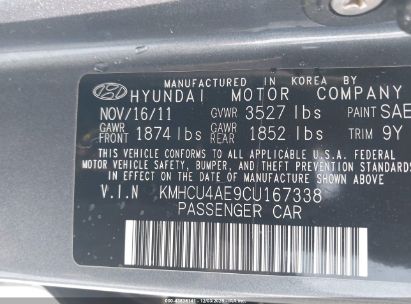 MANUFACTURED IN KOREA BY
HYUNDAI MOTOR COMPANY
NOV/16/11 GVWR 3527 lbs PAINT SAE
GAWR FRONT 1874 lbs GAWR REAR 1852 lbs TRIM 9Y
THIS VEHICLE CONFORMS TO ALL APPLICABLE U.S.A. FEDERAL
MOTOR VEHICLE SAFETY, BUMPER, AND THEFT PREVENTION STANDARDS
IN EFFECT ON THE DATE OF MANUFACTURE SHOWN ABOVE.
V.I.N KMHCU4AE9CU167338
PASSENGER CAR